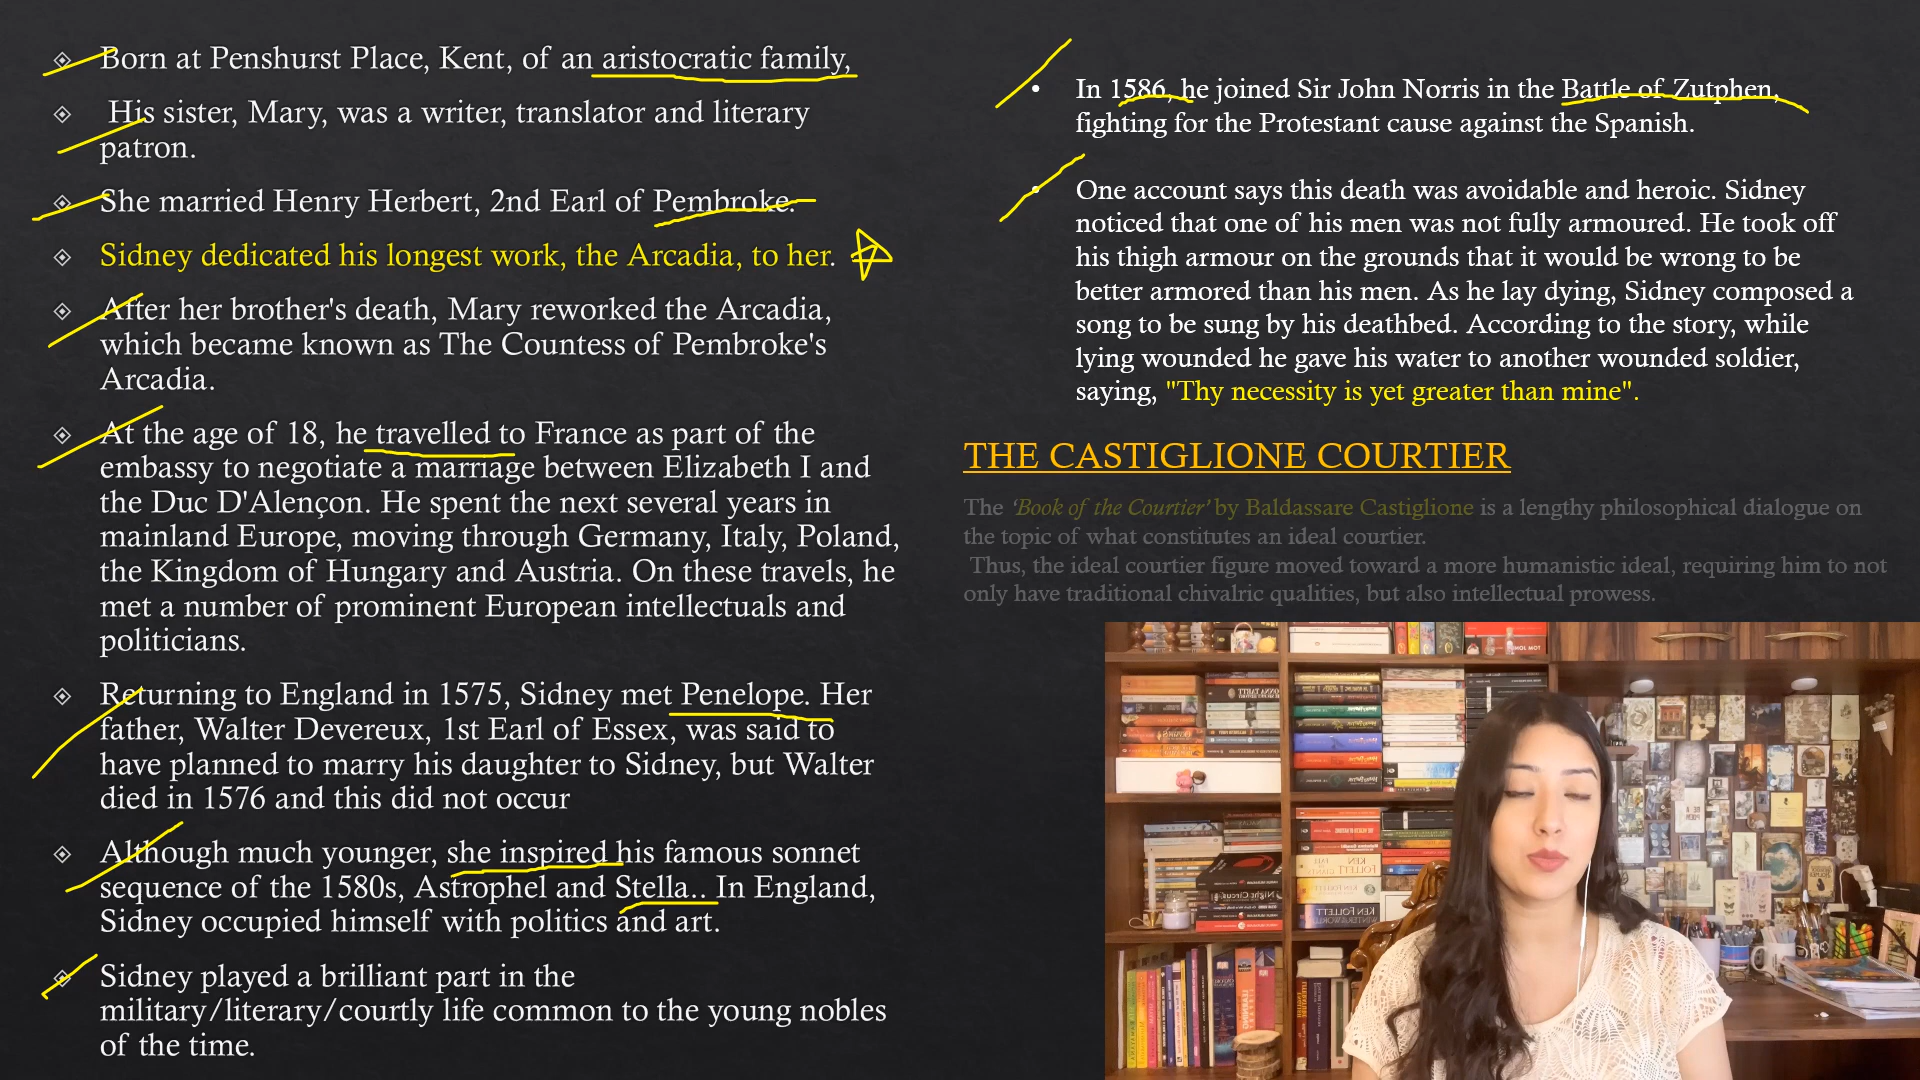 Born at Penshurst Place, Kent, of an aristocratic family,
His sister, Mary, was a writer, translator and literary
patron.
She married Henry Herbert, 2nd Earl of Pembroke.
Sidney dedicated his longest work, the Arcadia, to her.
After her brother's death, Mary reworked the Arcadia,
which became known as The Countess of Pembroke's
Arcadia.
At the age of 18, he travelled to France as part of the
embassy to negotiate a marriage between Elizabeth I and
the Duc D'Alençon. He spent the next several years in
mainland Europe, moving through Germany, Italy, Poland,
the Kingdom of Hungary and Austria. On these travels, he
met a number of prominent European intellectuals and
politicians.
Returning to England in 1575, Sidney met Penelope. Her
father, Walter Devereux, 1st Earl of Essex, was said to
have planned to marry his daughter to Sidney, but Walter
died in 1576 and this did not occur
Although much younger, she inspired his famous sonnet
sequence of the 1580s, Astrophel and Stella.. In England,
Sidney occupied himself with politics and art.
Sidney played a brilliant part in the
military/literary/courtly life common to the young nobles
of the time.
In 1586, he joined Sir John Norris in the Battle of Zutphen,
fighting for the Protestant cause against the Spanish.
One account says this death was avoidable and heroic. Sidney
noticed that one of his men was not fully armoured. He took off
his thigh armour on the grounds that it would be wrong to be
better armored than his men. As he lay dying, Sidney composed a
song to be sung by his deathbed. According to the story, while
lying wounded he gave his water to another wounded soldier,
saying, "Thy necessity is yet greater than mine".
THE CASTIGLIONE COURTIER
The 'Book of the Courtier' by Baldassare Castiglione is a lengthy philosophical dialogue on
the topic of what constitutes an ideal courtier.
Thus, the ideal courtier figure moved toward a more humanistic ideal, requiring him to not
only have traditional chivalric qualities, but also intellectual prowess.
KEN
FOLLETT
KEN FOLLETT